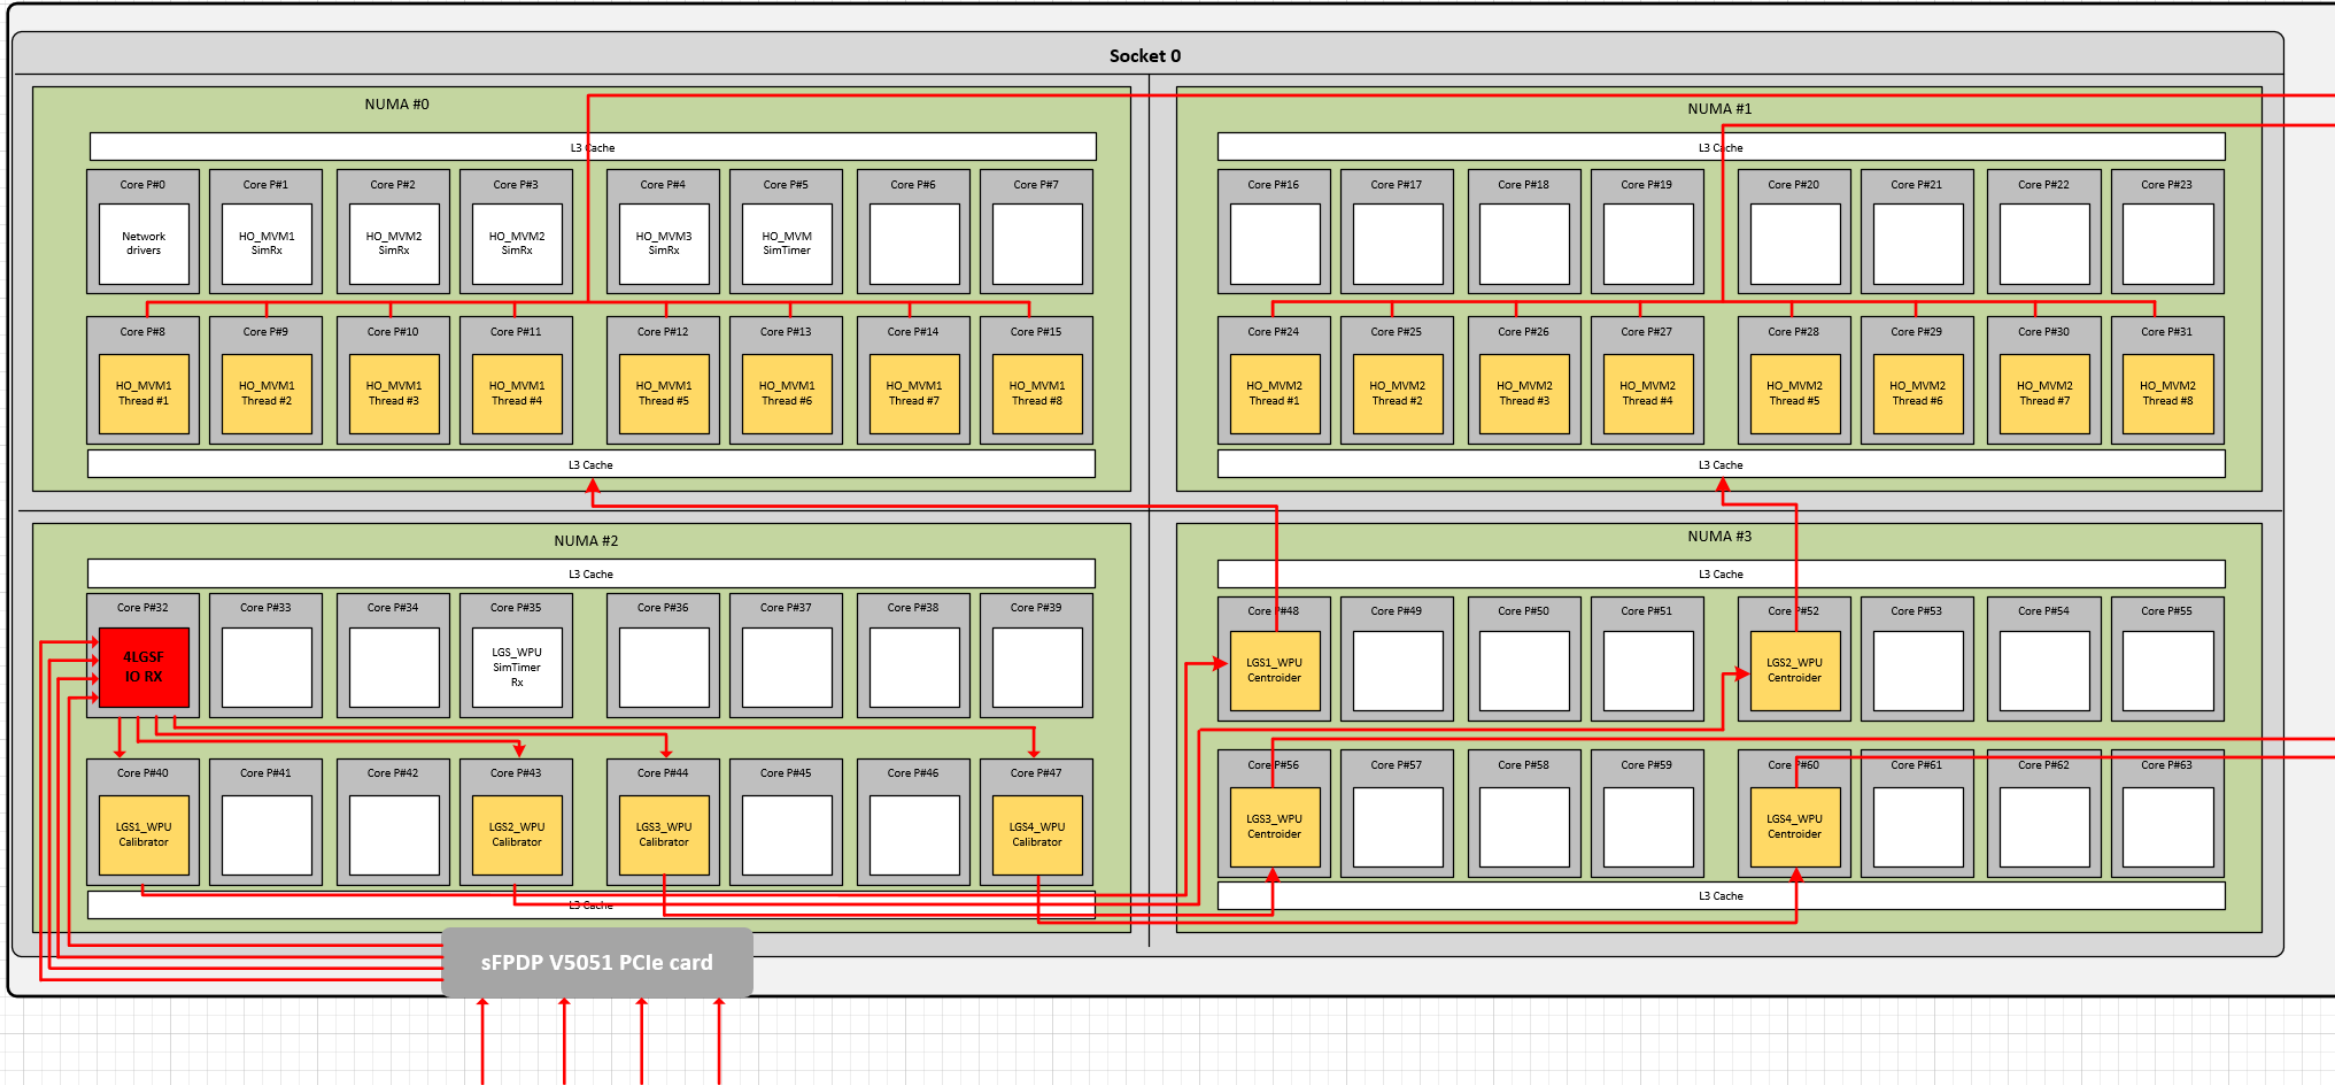 Socket 0
NUMA #0
L3 Cache
Core P#0
Core P#1
Core P#2
Core P#3
Core P#4
Core P#5
Core P#6
Core P#7
Network
drivers
HO_MVM1
SimRx
HO_MVM2
SimRx
HO_MVM2
SimRx
HO_MVM3
SimRx
HO_MVM
SimTimer
Core P#8
Core P#9
Core P#10
Core P#11
Core P#12
Core P#13
Core P#14
Core P#15
HO_MVM1
Thread #1
HO_MVM1
Thread #2
HO_MVM1
Thread #3
HO_MVM1
Thread #4
HO_MVM1
Thread #5
HO_MVM1
Thread #6
HO_MVM1
Thread #7
HO_MVM1
Thread #8
L3 Cache
NUMA #1
L3 Cache
Core P#16
Core P#17
Core P#18
Core P#19
Core P#20
Core P#21
Core P#22
Core P#23
Core P#24
Core P#25
Core P#26
Core P#27
Core P#28
Core P#29
Core P#30
Core P#31
HO_MVM2
Thread #1
HO_MVM2
Thread #2
HO_MVM2
Thread #3
HO_MVM2
Thread #4
HO_MVM2
Thread #5
HO_MVM2
Thread #6
HO_MVM2
Thread #7
HO_MVM2
Thread #8
L3 Cache
NUMA #2
L3 Cache
Core P#32
Core P#33
Core P#34
Core P#35
Core P#36
Core P#37
Core P#38
Core P#39
4LGSF
IO RX
LGS_WPU
SimTimer
Rx
Core P#40
Core P#41
Core P#42
Core P#43
Core P#44
Core P#45
Core P#46
Core P#47
LGS1_WPU
Calibrator
LGS2_WPU
Calibrator
LGS3_WPU
Calibrator
LGS4_WPU
Calibrator
L3 Cache
NUMA #3
L3 Cache
Core P#48
Core P#49
Core P#50
Core P#51
Core P#52
Core P#53
Core P#54
Core P#55
LGS1_WPU
Centroider
LGS2_WPU
Centroider
Core P#56
Core P#57
Core P#58
Core P#59
Core P#60
Core P#61
Core P#62
Core P#63
LGS3_WPU
Centroider
LGS4_WPU
Centroider
L3 Cache
sFPDP V5051 PCIe card